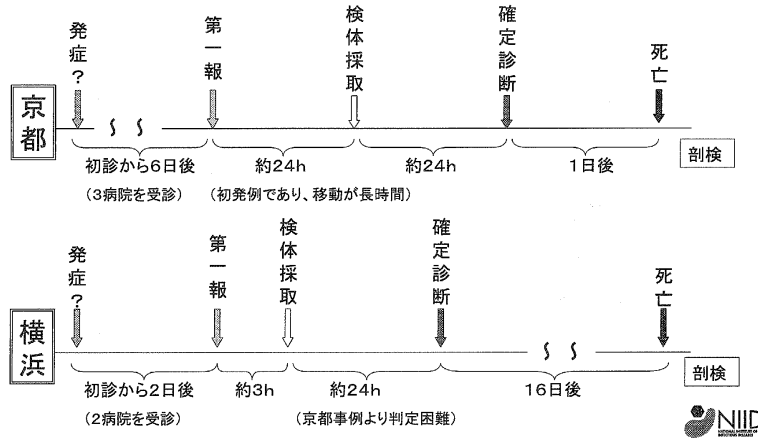 発症?
第一報
検体採取
確定診断
死亡
京都
剖検
初診から6日後
約24h
約24h
1日後
(3病院を受診)
(初発例であり、移動が長時間)
発症?
第一報
検体採取
確定診断
死亡
横浜
剖検
初診から2日後
約3h
約24h
16日後
(2病院を受診)
(京都事例より判定困難)
NIID
NATIONAL INSTITUTE OF
INFECTIOUS DISEASES